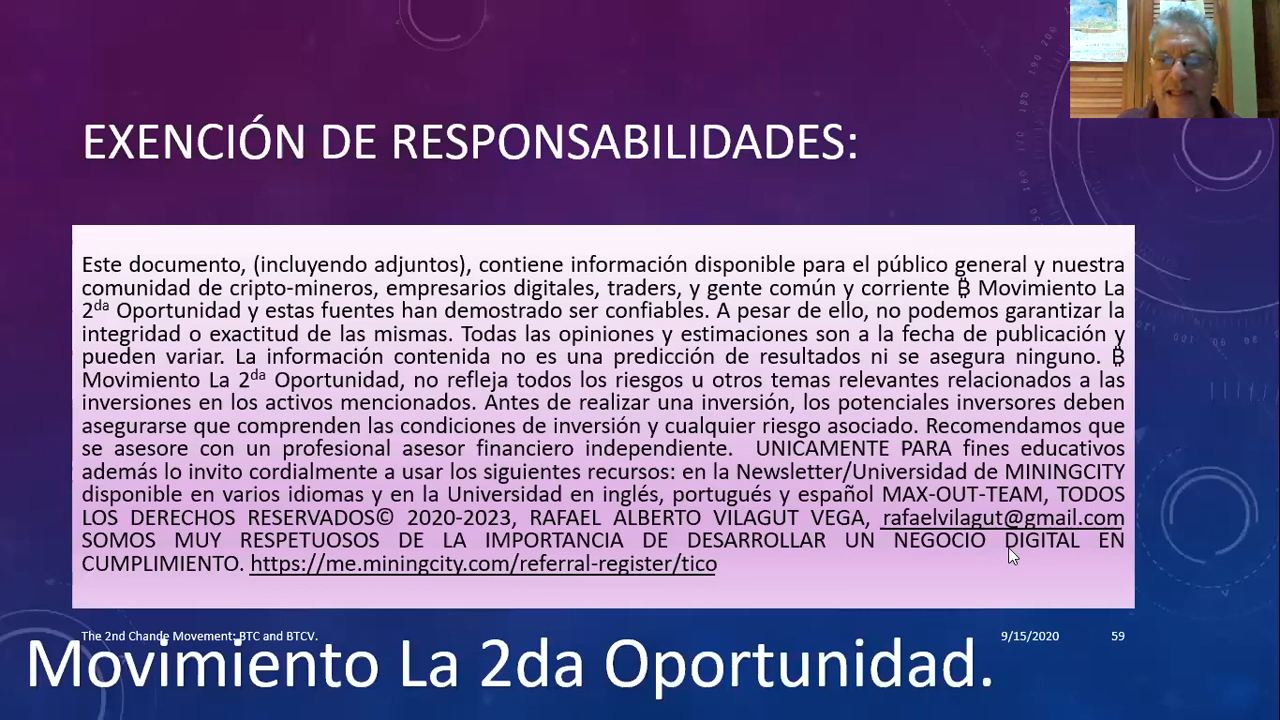 EXENCIÓN DE RESPONSABILIDADES:
Este documento, (incluyendo adjuntos), contiene información disponible para el público general y nuestra
comunidad de cripto-mineros, empresarios digitales, traders, y gente común y corriente ₿ Movimiento La
2da Oportunidad y estas fuentes han demostrado ser confiables. A pesar de ello, no podemos garantizar la
integridad o exactitud de las mismas. Todas las opiniones y estimaciones son a la fecha de publicación y
pueden variar. La información contenida no es una predicción de resultados ni se asegura ninguno. ₿
Movimiento La 2da Oportunidad, no refleja todos los riesgos u otros temas relevantes relacionados a las
inversiones en los activos mencionados. Antes de realizar una inversión, los potenciales inversores deben
asegurarse que comprenden las condiciones de inversión y cualquier riesgo asociado. Recomendamos que
se asesore con un profesional asesor financiero independiente. UNICAMENTE PARA fines educativos
además lo invito cordialmente a usar los siguientes recursos: en la Newsletter/Universidad de MININGCITY
disponible en varios idiomas y en la Universidad en inglés, portugués y español MAX-OUT-TEAM, TODOS
LOS DERECHOS RESERVADOS© 2020-2023, RAFAEL ALBERTO VILAGUT VEGA, rafaelvilagut@gmail.com
SOMOS MUY RESPETUOSOS DE LA IMPORTANCIA DE DESARROLLAR UN NEGOCIO DIGITAL EN
CUMPLIMIENTO. https://me.miningcity.com/referral-register/tico
The 2nd Chande Movement: BTC and BTCV. 9/15/2020 59
Movimiento La 2da Oportunidad.